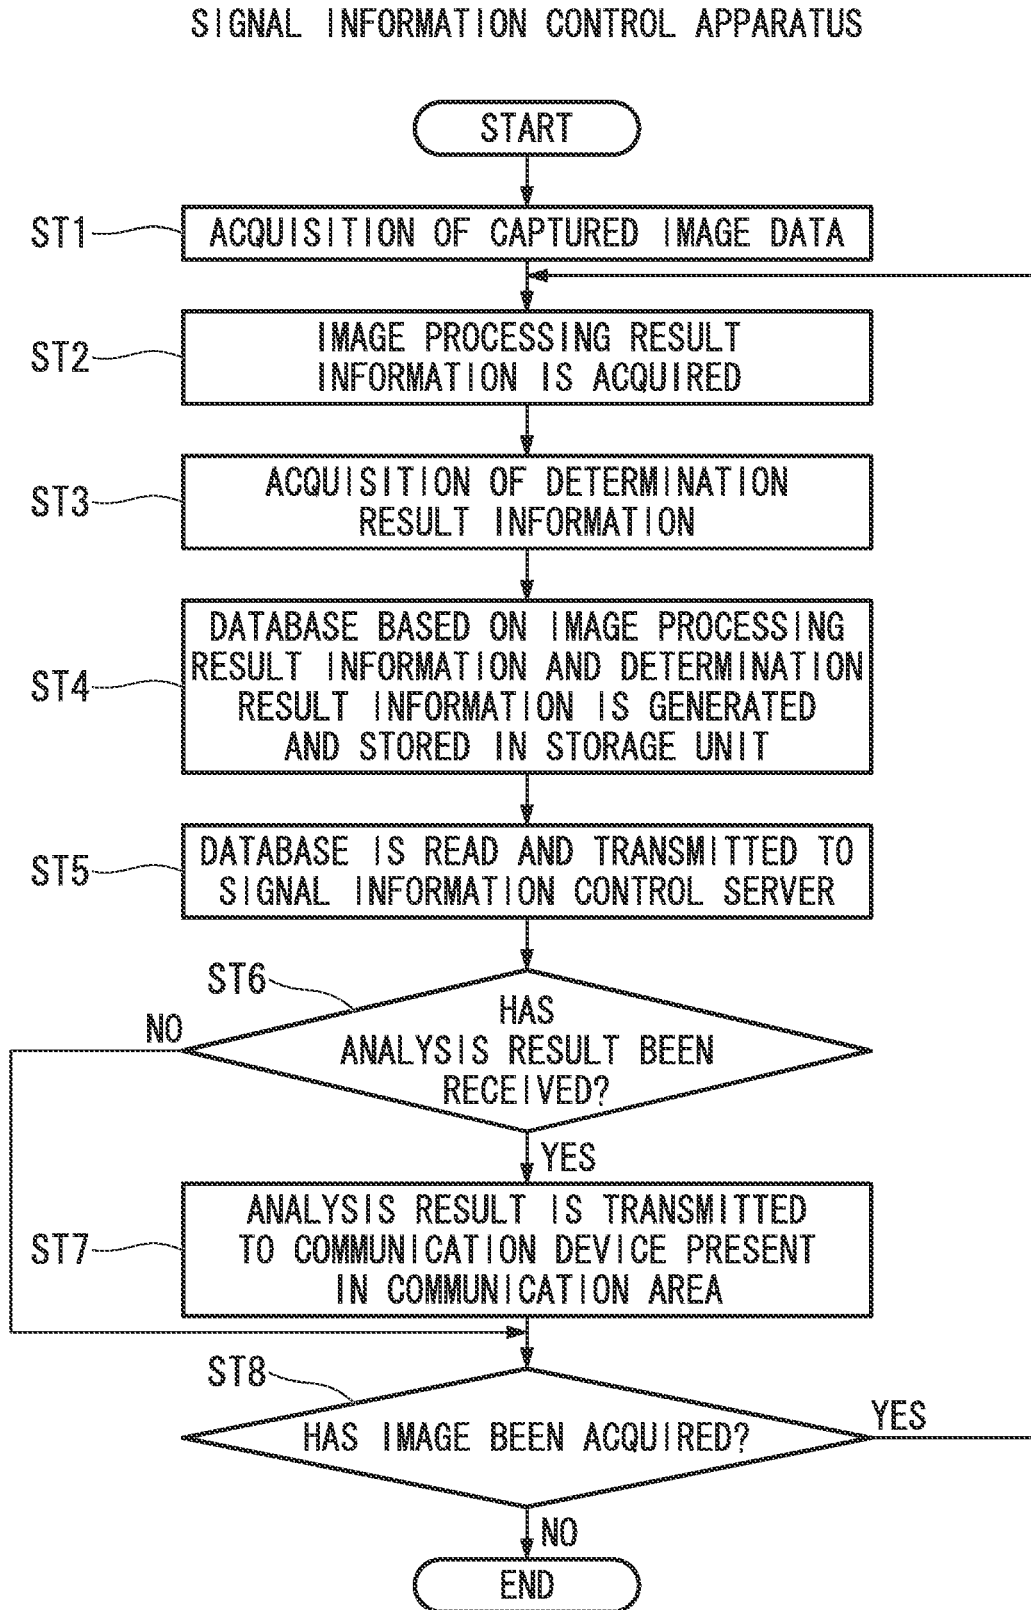 SIGNAL INFORMATION CONTROL APPARATUS
START
ST1
ACQUISITION OF CAPTURED IMAGE DATA
ST2
IMAGE PROCESSING RESULT
INFORMATION IS ACQUIRED
ST3
ACQUISITION OF DETERMINATION
RESULT INFORMATION
ST4
DATABASE BASED ON IMAGE PROCESSING
RESULT INFORMATION AND DETERMINATION
RESULT INFORMATION IS GENERATED
AND STORED IN STORAGE UNIT
ST5
DATABASE IS READ AND TRANSMITTED TO
SIGNAL INFORMATION CONTROL SERVER
ST6
HAS
ANALYSIS RESULT BEEN
RECEIVED?
NO
YES
ST7
ANALYSIS RESULT IS TRANSMITTED
TO COMMUNICATION DEVICE PRESENT
IN COMMUNICATION AREA
ST8
HAS IMAGE BEEN ACQUIRED?
YES
NO
END